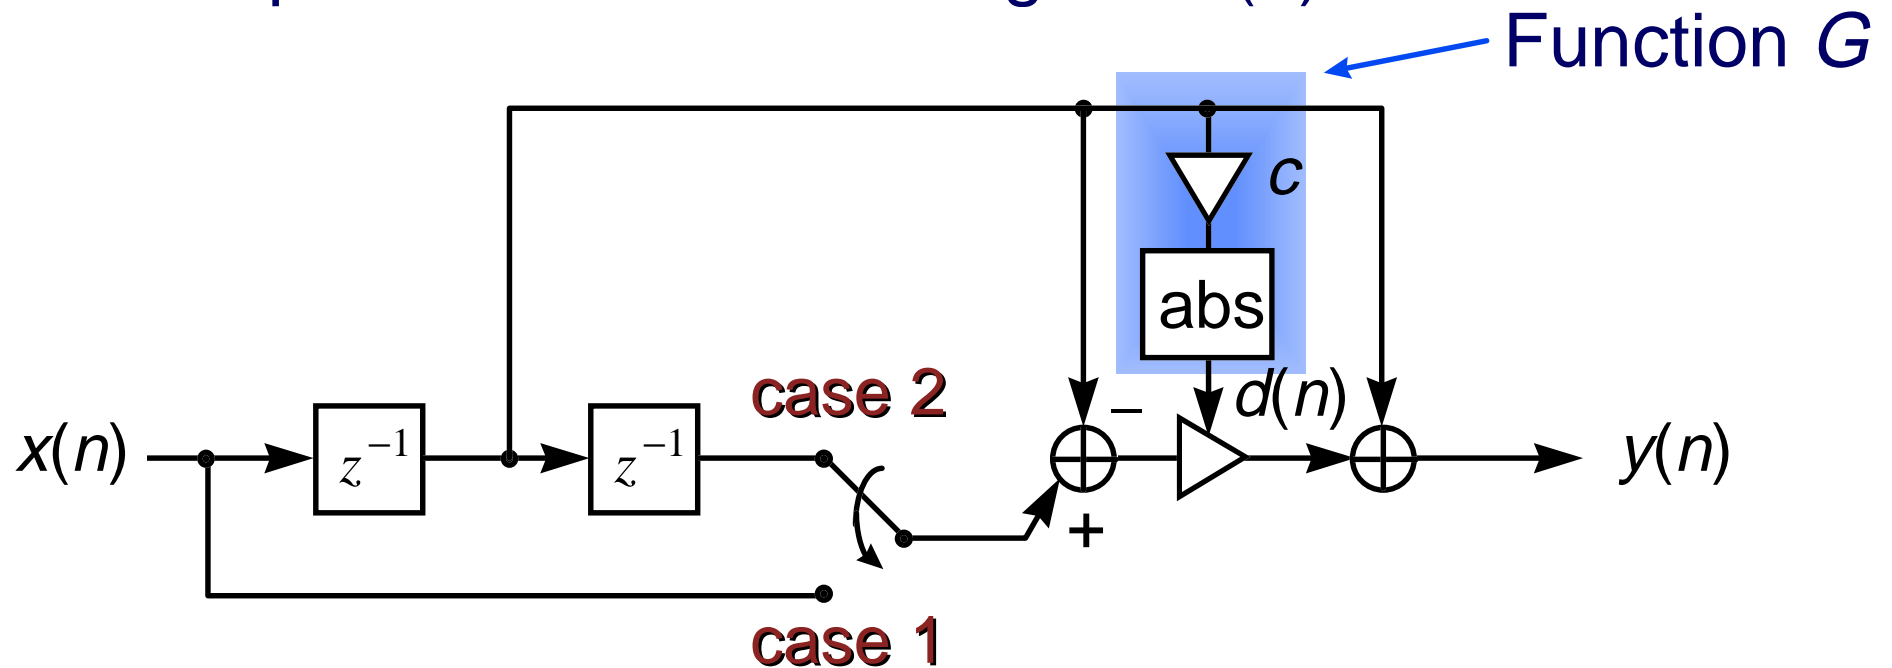 Function G
c
abs
case 2
d(n)
−
x(n)
z−1
z−1
y(n)
+
case 1